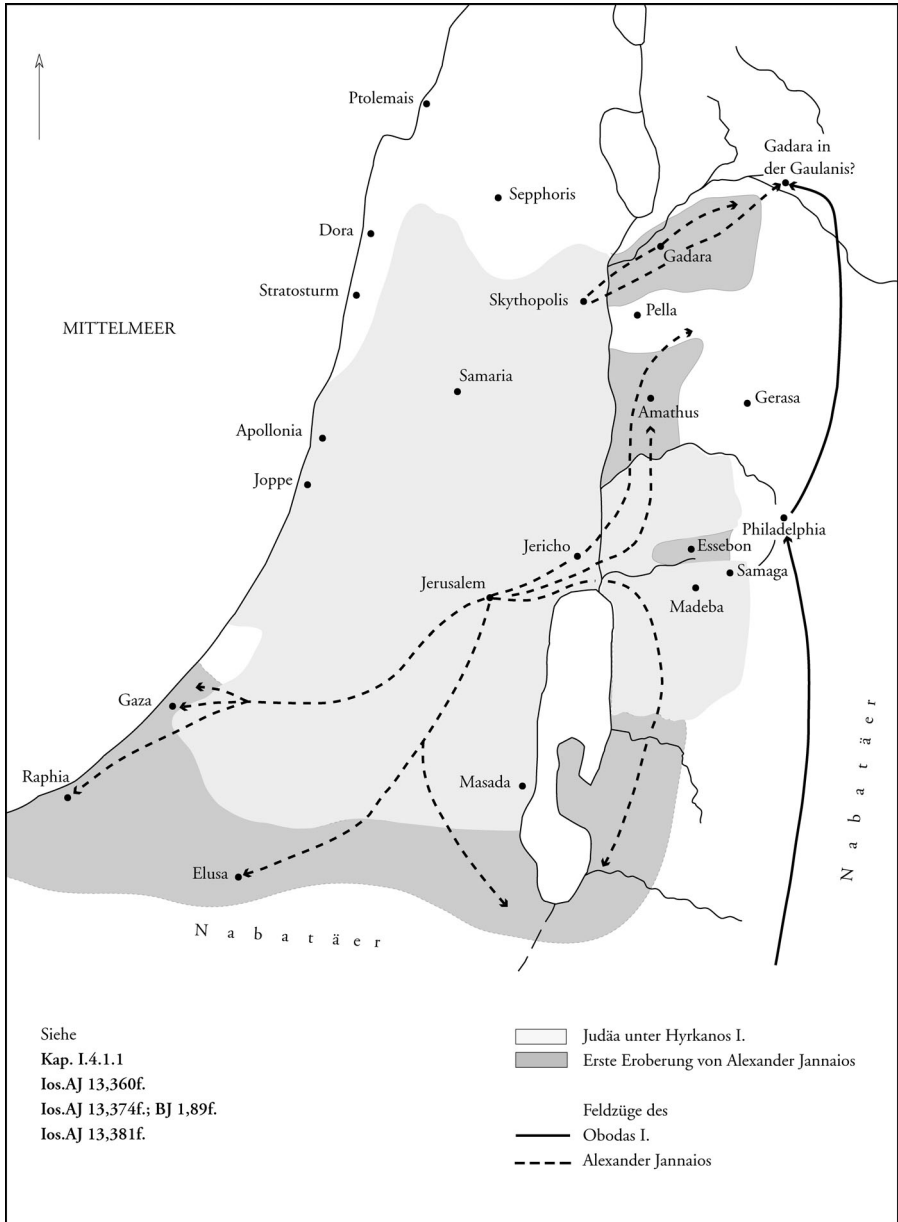 Ptolemais
Gadara in
der Gaulanis?
Sepphoris
Dora
Gadara
Stratosturm
Skythopolis
Pella
MITTELMEER
Samaria
Amathus
Gerasa
Apollonia
Joppe
Philadelphia
Jericho
Essebon
Samaga
Jerusalem
Madeba
Gaza
Raphia
Masada
Nabatäer
Elusa
Nabatäer
Siehe
Kap. I.4.1.1
Ios.AJ 13,360f.
Ios.AJ 13,374f.; BJ 1,89f.
Ios.AJ 13,381f.
Judäa unter Hyrkanos I.
Erste Eroberung von Alexander Jannaios
Feldzüge des
Obodas I.
Alexander Jannaios